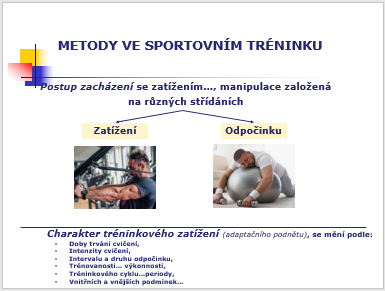 METODY VE SPORTOVNÍM TRÉNINKU
Postup zacházení se zatížením..., manipulace založená
na různých střídáních
Zatížení
Odpočinku
Charakter tréninkového zatížení (adaptačního podnětu), se mění podle:
Doby trvání cvičení,
Intenzity cvičení,
Intervalu a druhu odpočinku,
Trénovanosti... výkonnosti,
Tréninkového cyklu...periody,
Vnitřních a vnějších podmínek...